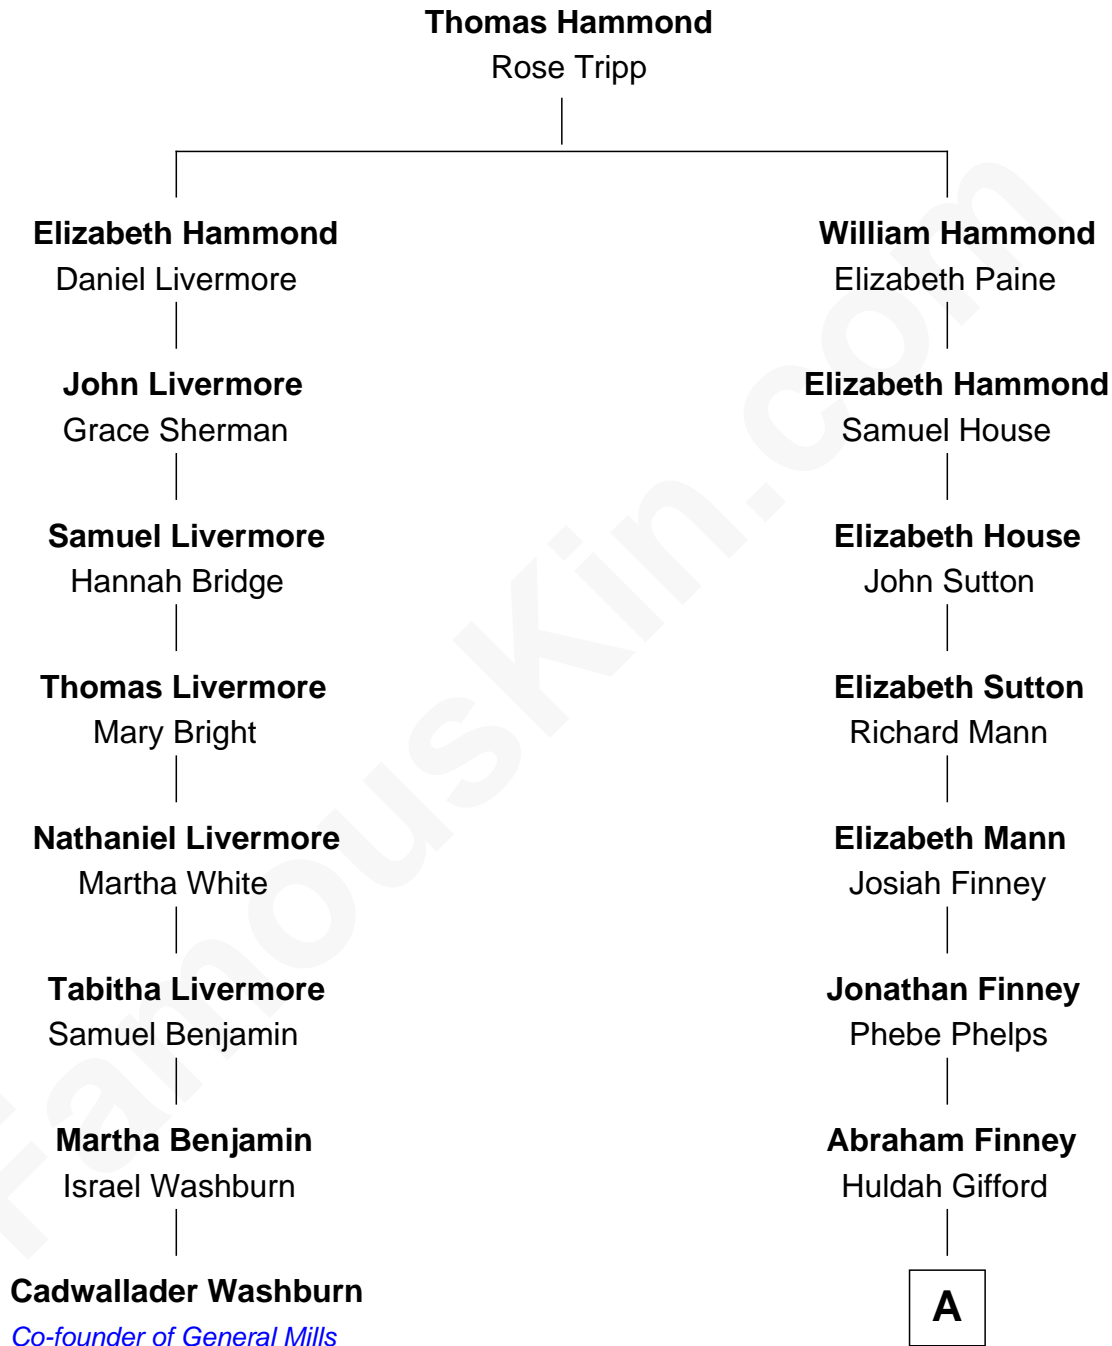 Thomas Hammond
Rose Tripp
Elizabeth Hammond
Daniel Livermore
William Hammond
Elizabeth Paine
John Livermore
Grace Sherman
Elizabeth Hammond
Samuel House
Samuel Livermore
Hannah Bridge
Elizabeth House
John Sutton
Thomas Livermore
Mary Bright
Elizabeth Sutton
Richard Mann
Nathaniel Livermore
Martha White
Elizabeth Mann
Josiah Finney
Tabitha Livermore
Samuel Benjamin
Jonathan Finney
Phebe Phelps
Martha Benjamin
Israel Washburn
Abraham Finney
Huldah Gifford
Cadwallader Washburn
Co-founder of General Mills
A
FamousKin.com